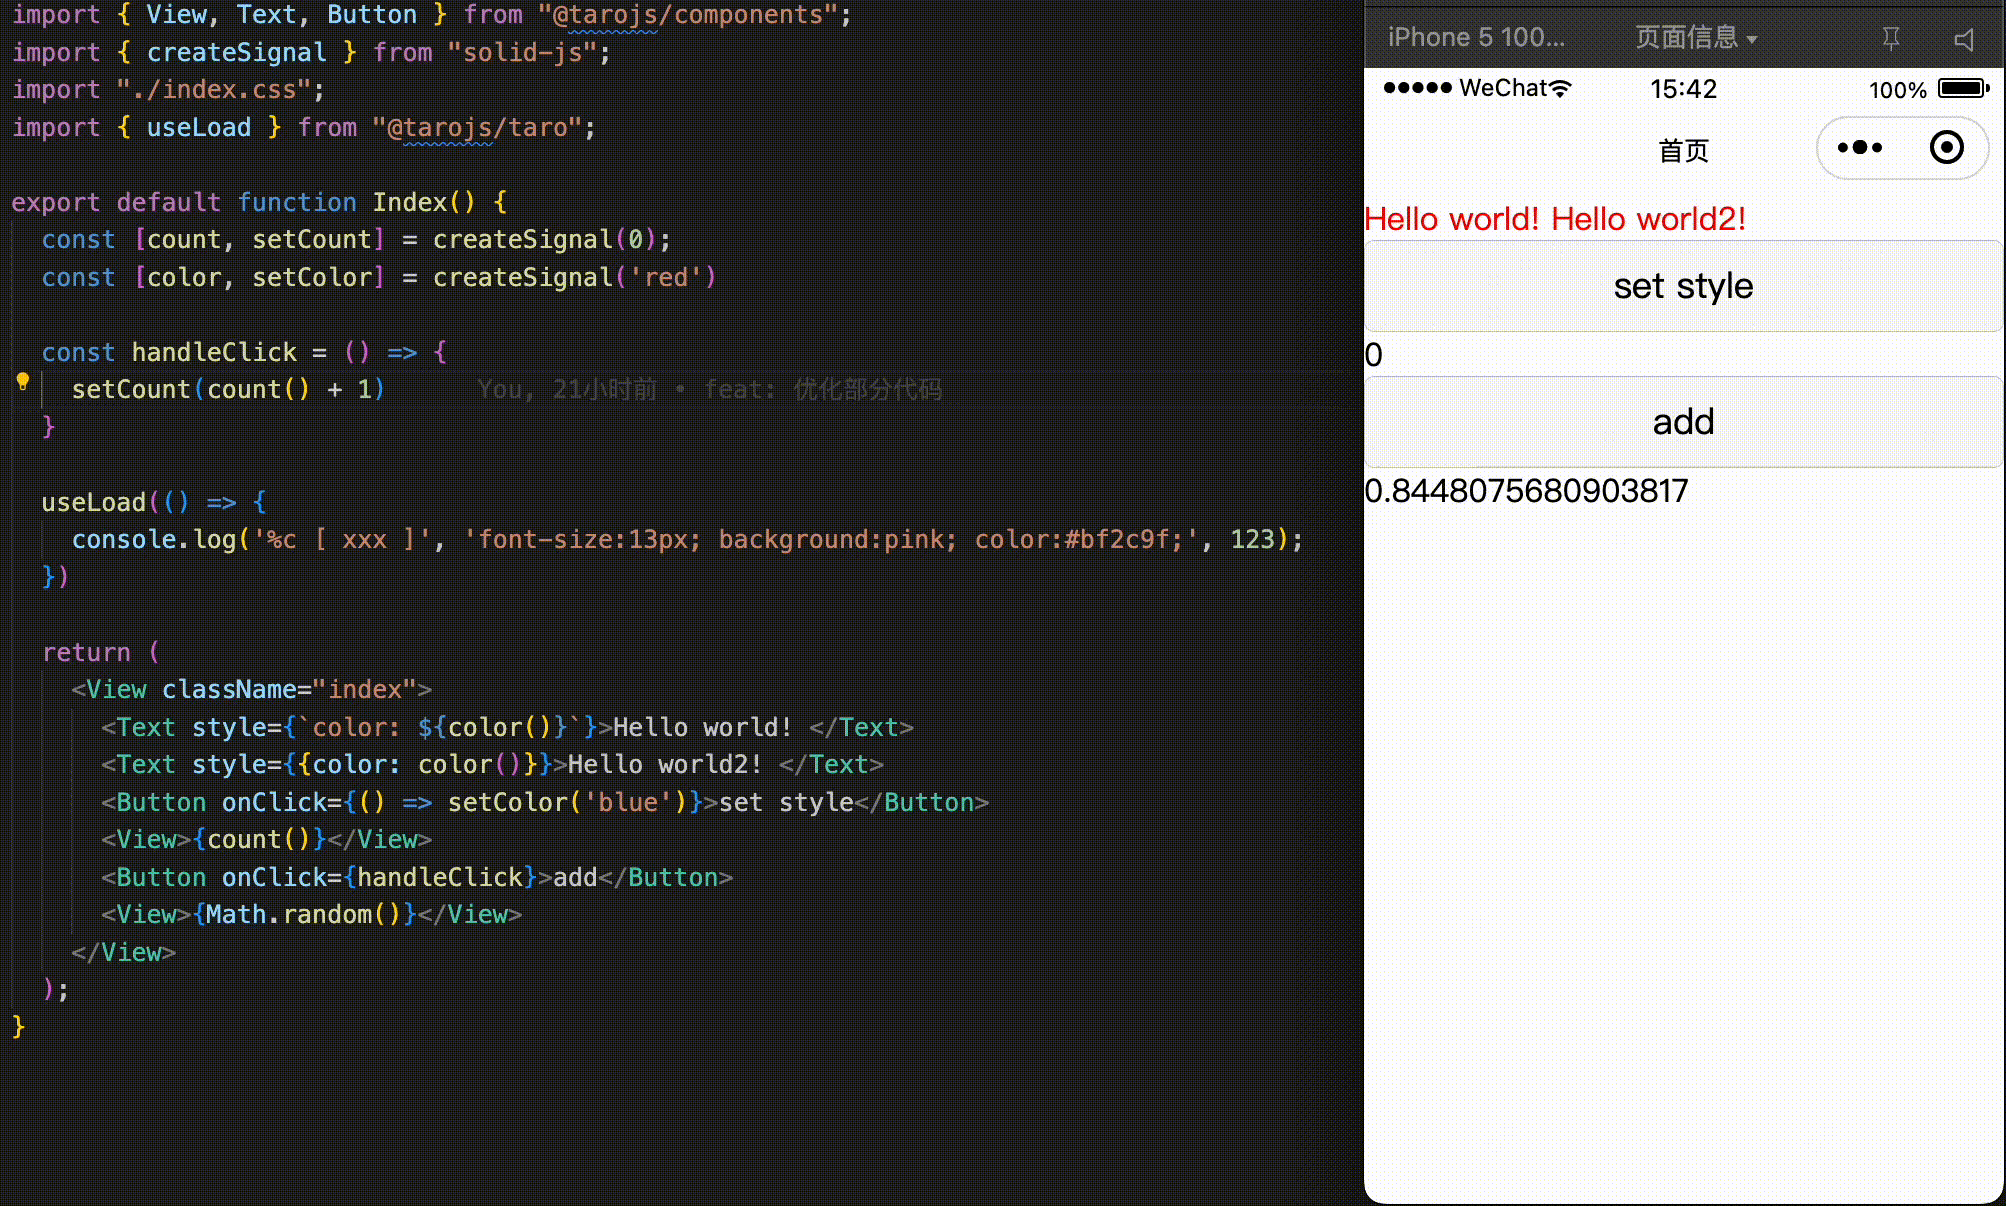 import { View, Text, Button } from "@tarojs/components";
import { createSignal } from "solid-js";
import "./index.css";
import { useLoad } from "@tarojs/taro";
export default function Index() {
const [count, setCount] = createSignal(0);
const [color, setColor] = createSignal('red')
const handleClick = () => {
setCount(count() + 1) You, 21小时前 • feat: 优化部分代码
}
useLoad(() => {
console.log('%c [ xxx ]', 'font-size:13px; background:pink; color:#bf2c9f;', 123);
})
return (
<View className="index">
<Text style={`color: ${color()}`}>Hello world! </Text>
<Text style={{color: color()}}>Hello world2! </Text>
<Button onClick={() => setColor('blue')}>set style</Button>
<View>{count()}</View>
<Button onClick={handleClick}>add</Button>
<View>{Math.random()}</View>
</View>
);
}
iPhone 5 100... 页面信息
WeChat 15:42 100%
首页
Hello world! Hello world2!
set style
0
add
0.8448075680903817